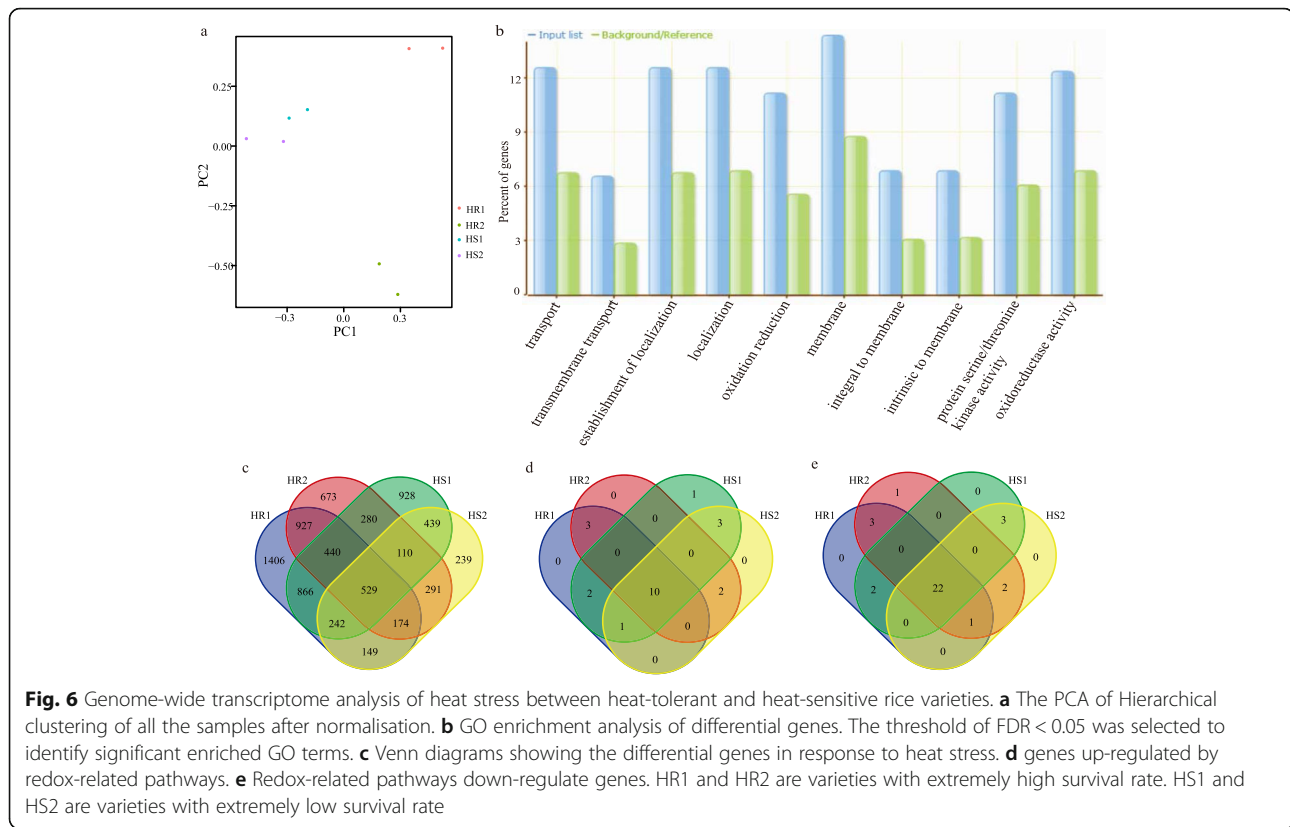 a
0.25
0.00
−0.25
−0.50
PC2
−0.3
0.0
0.3
PC1
HR1
HR2
HS1
HS2
b
Input list
Background/Reference
Percent of genes
12
9
6
3
0
transport
transmembrane transport
establishment of localization
localization
oxidation reduction
membrane
integral to membrane
intrinsic to membrane
protein serine/threonine
kinase activity
oxidoreductase activity
c
HR2
HS1
HR1
HS2
673
928
927
280
439
1406
440
110
239
866
529
291
242
174
149
d
HR2
HS1
HR1
HS2
0
1
3
0
3
0
0
0
0
2
10
2
1
0
0
e
HR2
HS1
HR1
HS2
1
0
3
0
3
0
0
0
0
2
22
2
0
1
0
Fig. 6 Genome-wide transcriptome analysis of heat stress between heat-tolerant and heat-sensitive rice varieties. a The PCA of Hierarchical
clustering of all the samples after normalisation. b GO enrichment analysis of differential genes. The threshold of FDR < 0.05 was selected to
identify significant enriched GO terms. c Venn diagrams showing the differential genes in response to heat stress. d genes up-regulated by
redox-related pathways. e Redox-related pathways down-regulate genes. HR1 and HR2 are varieties with extremely high survival rate. HS1 and
HS2 are varieties with extremely low survival rate